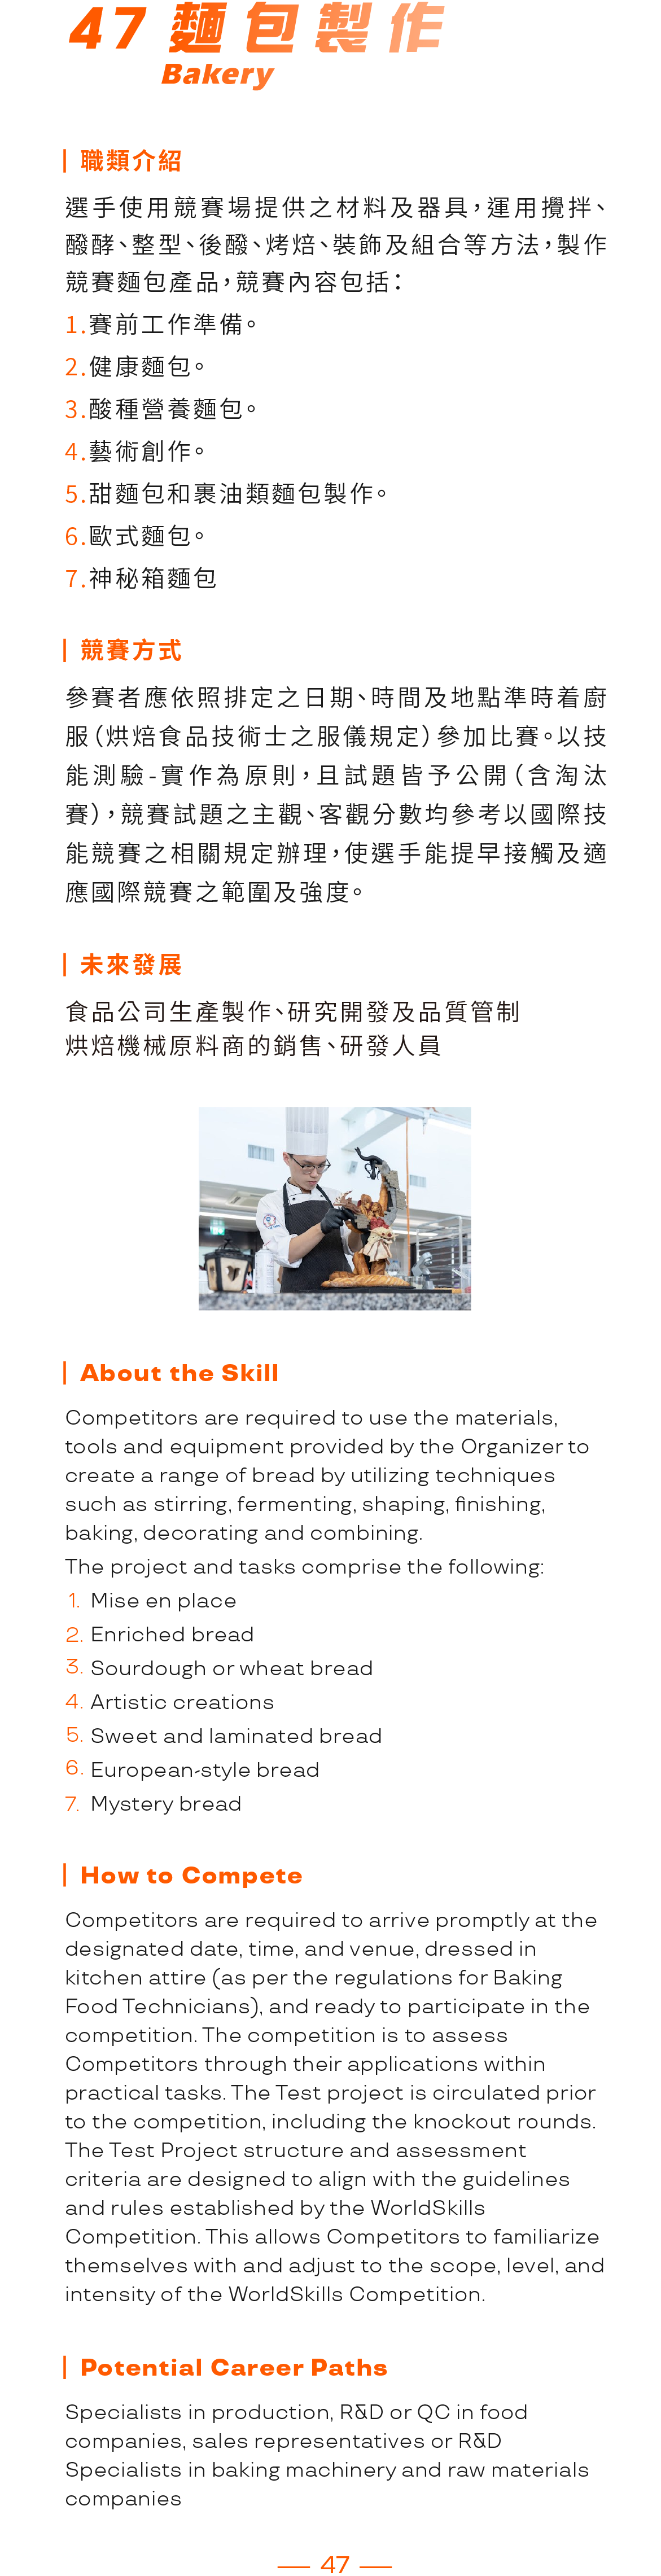 47 麵包製作
Bakery
職類介紹
選手使用競賽場提供之材料及器具，運用攪拌、
醱酵、整型、後醱、烤焙、裝飾及組合等方法，製作
競賽麵包產品，競賽內容包括：
1.賽前工作準備。
2.健康麵包。
3.酸種營養麵包。
4.藝術創作。
5.甜麵包和裹油類麵包製作。
6.歐式麵包。
7.神秘箱麵包
競賽方式
參賽者應依照排定之日期、時間及地點準時着廚
服（烘焙食品技術士之服儀規定）參加比賽。以技
能測驗-實作為原則，且試題皆予公開（含淘汰
賽），競賽試題之主觀、客觀分數均參考以國際技
能競賽之相關規定辦理，使選手能提早接觸及適
應國際競賽之範圍及強度。
未來發展
食品公司生產製作、研究開發及品質管制
烘焙機械原料商的銷售、研發人員
About the Skill
Competitors are required to use the materials,
tools and equipment provided by the Organizer to
create a range of bread by utilizing techniques
such as stirring, fermenting, shaping, finishing,
baking, decorating and combining.
The project and tasks comprise the following:
1. Mise en place
2. Enriched bread
3. Sourdough or wheat bread
4. Artistic creations
5. Sweet and laminated bread
6. European-style bread
7. Mystery bread
How to Compete
Competitors are required to arrive promptly at the
designated date, time, and venue, dressed in
kitchen attire (as per the regulations for Baking
Food Technicians), and ready to participate in the
competition. The competition is to assess
Competitors through their applications within
practical tasks. The Test project is circulated prior
to the competition, including the knockout rounds.
The Test Project structure and assessment
criteria are designed to align with the guidelines
and rules established by the WorldSkills
Competition. This allows Competitors to familiarize
themselves with and adjust to the scope, level, and
intensity of the WorldSkills Competition.
Potential Career Paths
Specialists in production, R&D or QC in food
companies, sales representatives or R&D
Specialists in baking machinery and raw materials
companies
47